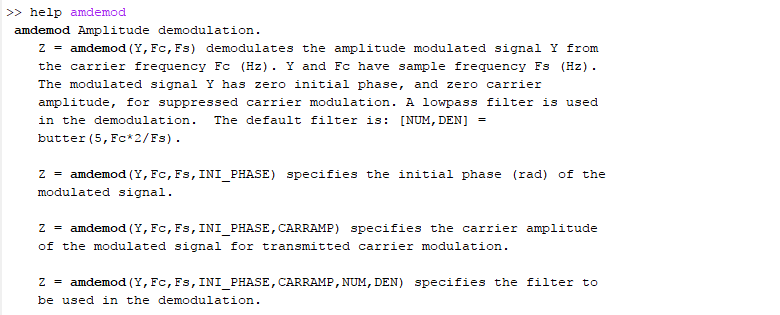 >> help amdemod
amdemod Amplitude demodulation.
Z = amdemod(Y,Fc,Fs) demodulates the amplitude modulated signal Y from
the carrier frequency Fc (Hz). Y and Fc have sample frequency Fs (Hz).
The modulated signal Y has zero initial phase, and zero carrier
amplitude, for suppressed carrier modulation. A lowpass filter is used
in the demodulation.  The default filter is: [NUM,DEN] =
butter(5,Fc*2/Fs).
Z = amdemod(Y,Fc,Fs,INI_PHASE) specifies the initial phase (rad) of the
modulated signal.
Z = amdemod(Y,Fc,Fs,INI_PHASE,CARRAMP) specifies the carrier amplitude
of the modulated signal for transmitted carrier modulation.
Z = amdemod(Y,Fc,Fs,INI_PHASE,CARRAMP,NUM,DEN) specifies the filter to
be used in the demodulation.